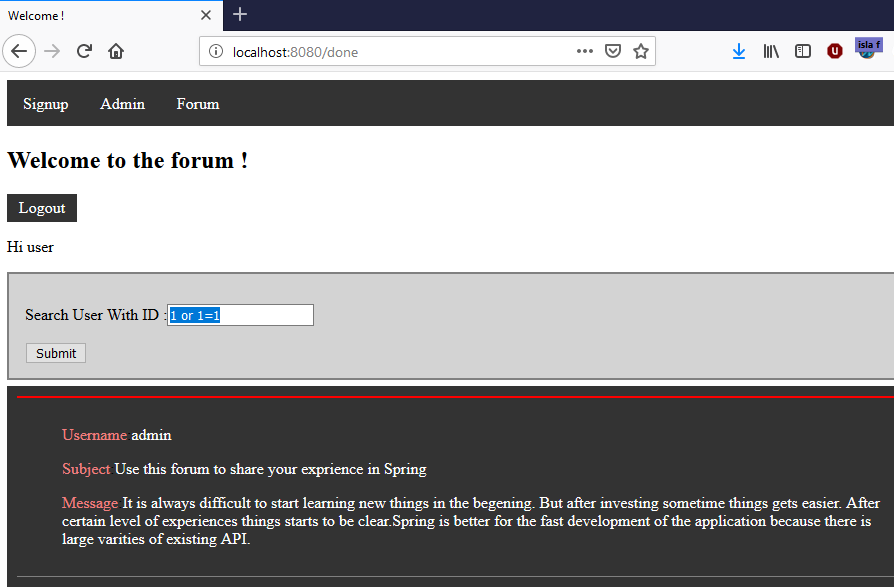 Welcome !
localhost:8080/done
isla f
Signup Admin Forum
Welcome to the forum !
Logout
Hi user
Search User With ID :1 or 1=1
Submit
Username admin
Subject Use this forum to share your exprience in Spring
Message It is always difficult to start learning new things in the begening. But after investing sometime things gets easier. After
certain level of experiences things starts to be clear.Spring is better for the fast development of the application because there is
large varities of existing API.